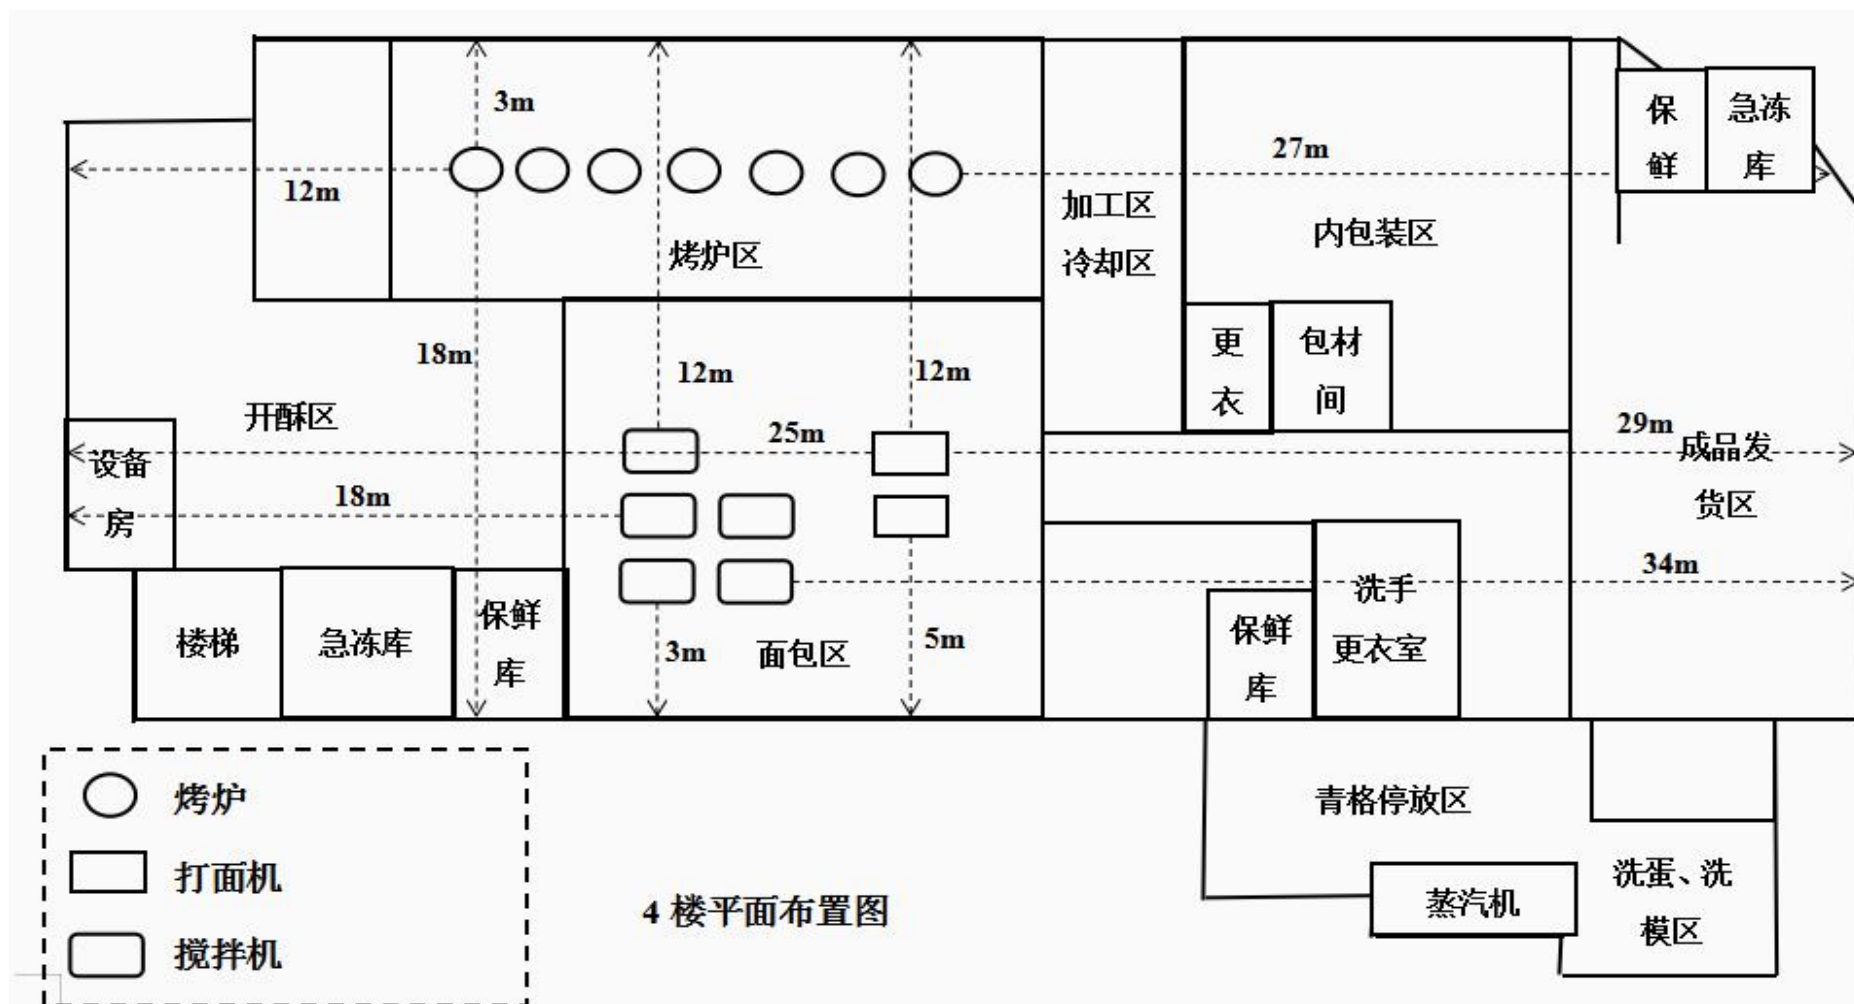 3m
12m
27m
保
鲜
急冻
库
烤炉区
加工区
冷却区
内包装区
18m
12m
12m
更
衣
包材
间
开酥区
设备
房
25m
29m
成品发
货区
18m
34m
楼梯
急冻库
保鲜
库
3m
面包区
5m
保鲜
库
洗手
更衣室
烤炉
打面机
搅拌机
4 楼平面布置图
青格停放区
蒸汽机
洗蛋、洗
模区